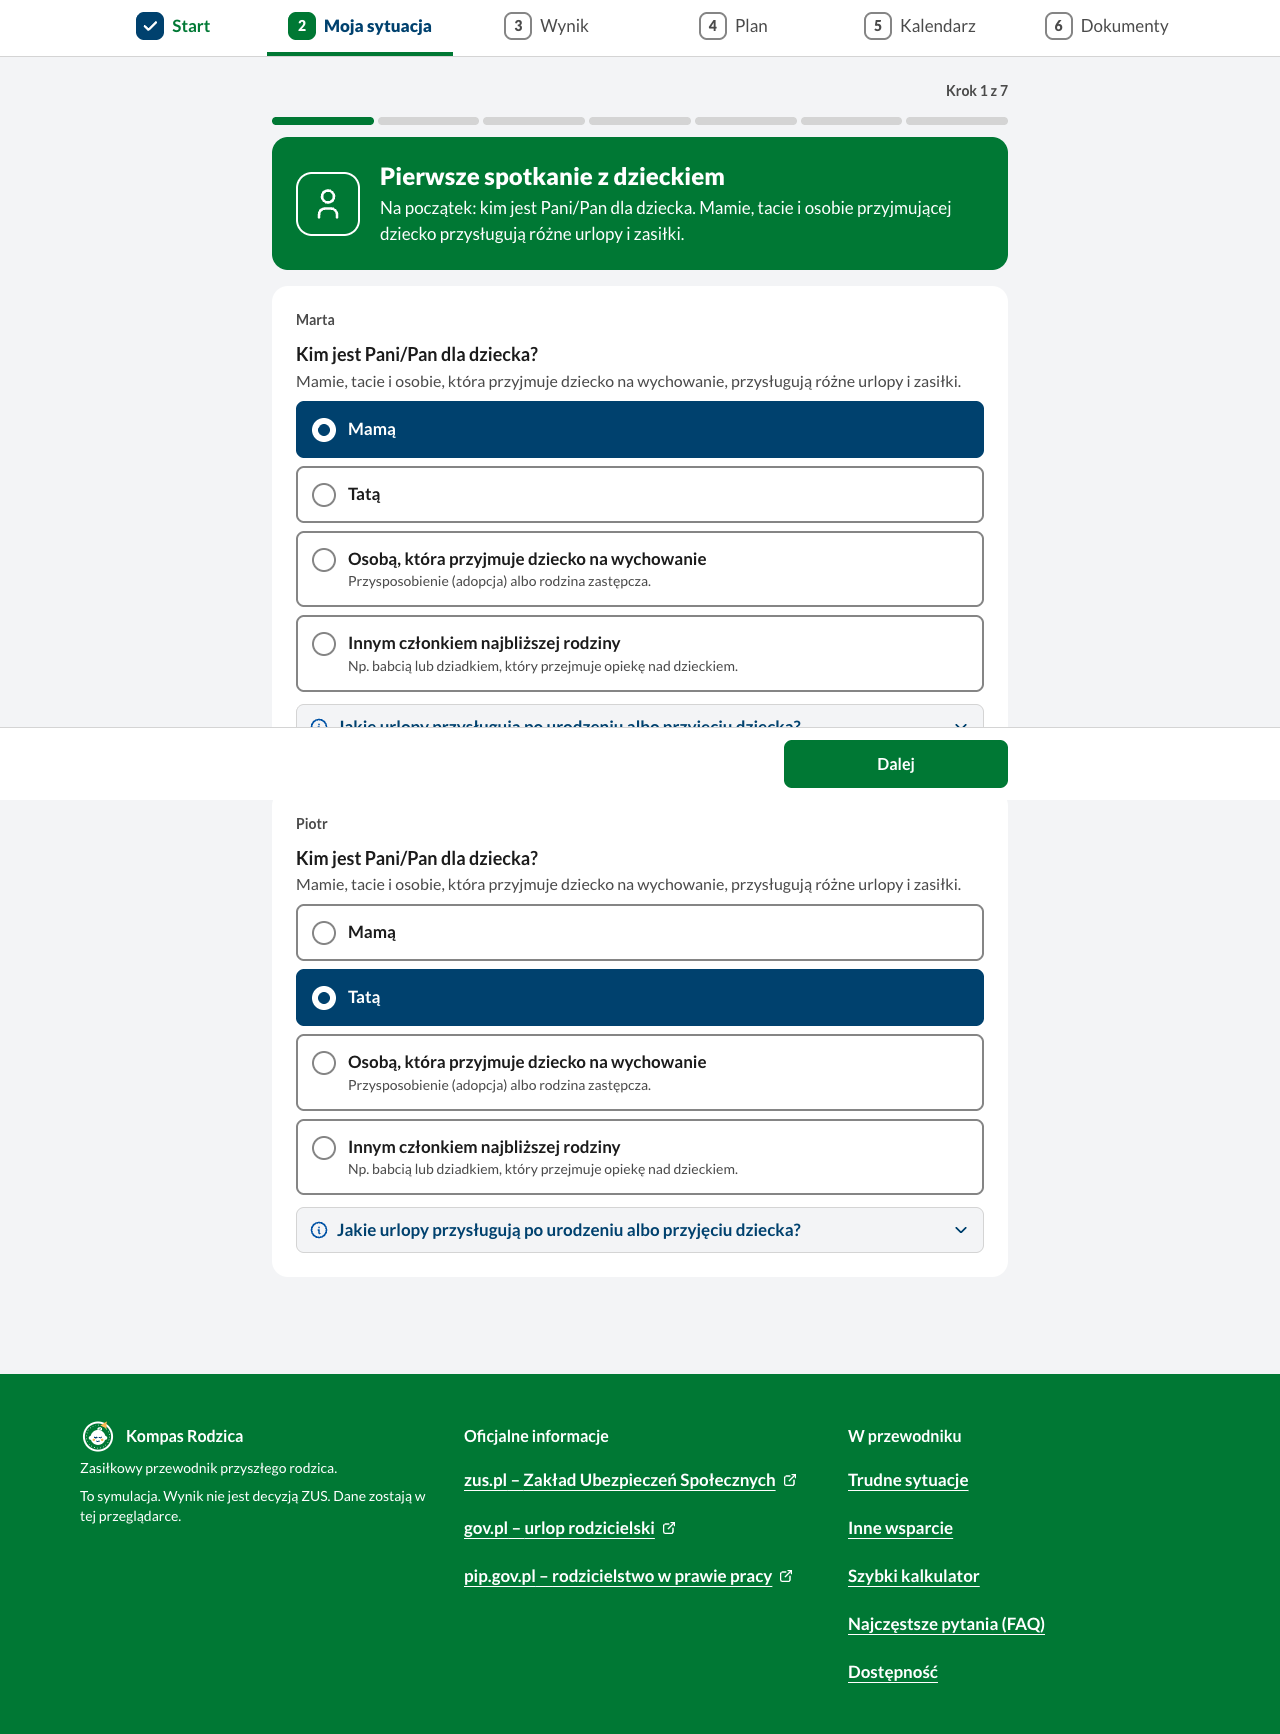 Start
2 Moja sytuacja
3 Wynik
4 Plan
5 Kalendarz
6 Dokumenty
Krok 1 z 7
Pierwsze spotkanie z dzieckiem
Na początek: kim jest Pani/Pan dla dziecka. Mamie, tacie i osobie przyjmującej
dziecko przysługują różne urlopy i zasiłki.
Marta
Kim jest Pani/Pan dla dziecka?
Mamie, tacie i osobie, która przyjmuje dziecko na wychowanie, przysługują różne urlopy i zasiłki.
Mamą
Tatą
Osobą, która przyjmuje dziecko na wychowanie
Przysposobienie (adopcja) albo rodzina zastępcza.
Innym członkiem najbliższej rodziny
Np. babcią lub dziadkiem, który przejmuje opiekę nad dzieckiem.
Jakie urlopy przysługują po urodzeniu albo przyjęciu dziecka?
Dalej
Piotr
Kim jest Pani/Pan dla dziecka?
Mamie, tacie i osobie, która przyjmuje dziecko na wychowanie, przysługują różne urlopy i zasiłki.
Mamą
Tatą
Osobą, która przyjmuje dziecko na wychowanie
Przysposobienie (adopcja) albo rodzina zastępcza.
Innym członkiem najbliższej rodziny
Np. babcią lub dziadkiem, który przejmuje opiekę nad dzieckiem.
Jakie urlopy przysługują po urodzeniu albo przyjęciu dziecka?
Kompas Rodzica
Zasiłkowy przewodnik przyszłego rodzica.
To symulacja. Wynik nie jest decyzją ZUS. Dane zostają w
tej przeglądarce.
Oficjalne informacje
zus.pl – Zakład Ubezpieczeń Społecznych
gov.pl – urlop rodzicielski
pip.gov.pl – rodzicielstwo w prawie pracy
W przewodniku
Trudne sytuacje
Inne wsparcie
Szybki kalkulator
Najczęstsze pytania (FAQ)
Dostępność